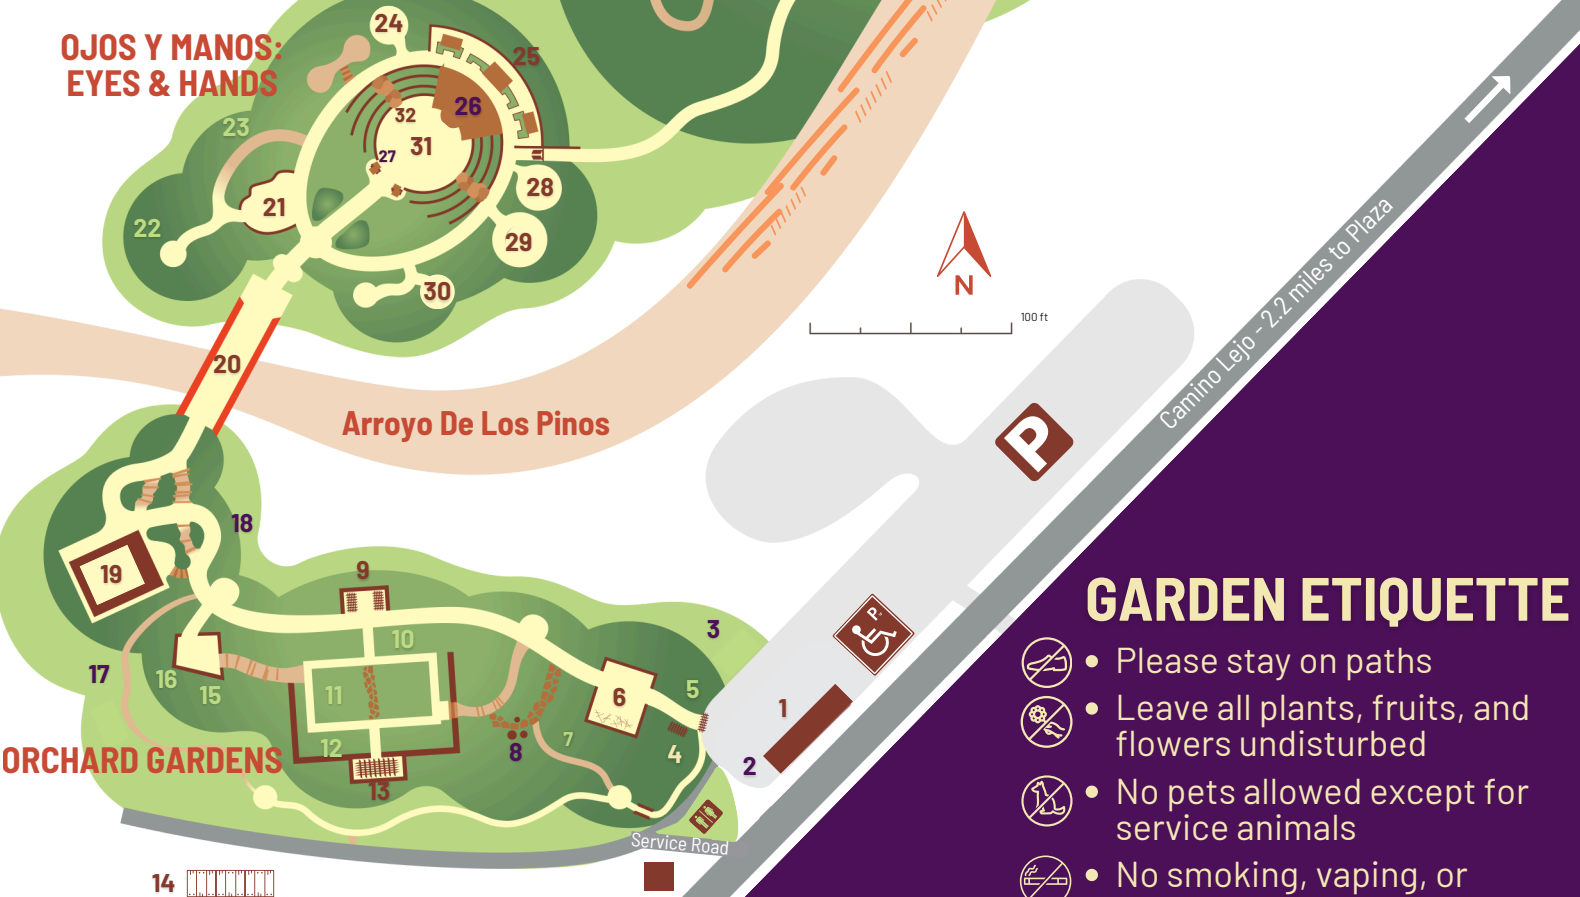 OJOS Y MANOS:
EYES & HANDS
24
25
26
23
32
31
27
28
21
22
29
30
N
100 ft
20
Camino Lejo - 2.2 miles to Plaza
Arroyo De Los Pinos
P
18
19
9
GARDEN ETIQUETTE
3
10
P
17
16
15
11
6
5
• Please stay on paths
1
• Leave all plants, fruits, and
flowers undisturbed
12
8
7
4
2
ORCHARD GARDENS
13
• No pets allowed except for
service animals
Service Road
14
• No smoking, vaping, or